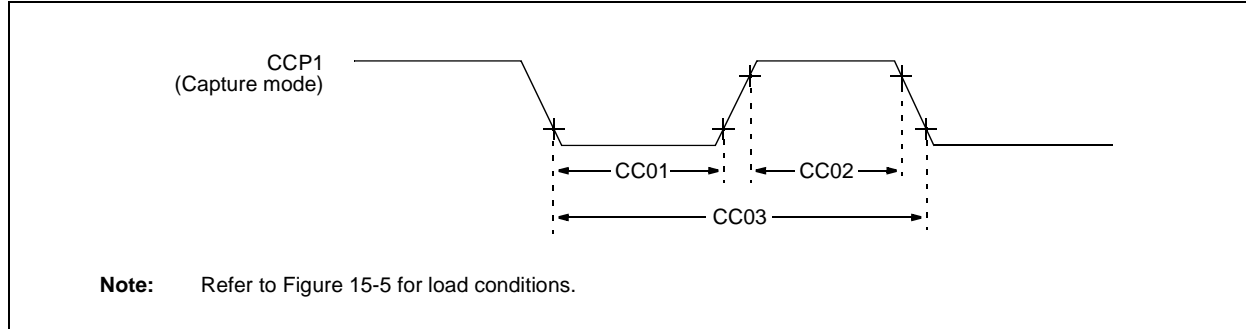 CCP1
(Capture mode)
CC01
CC02
CC03
Note: Refer to Figure 15-5 for load conditions.